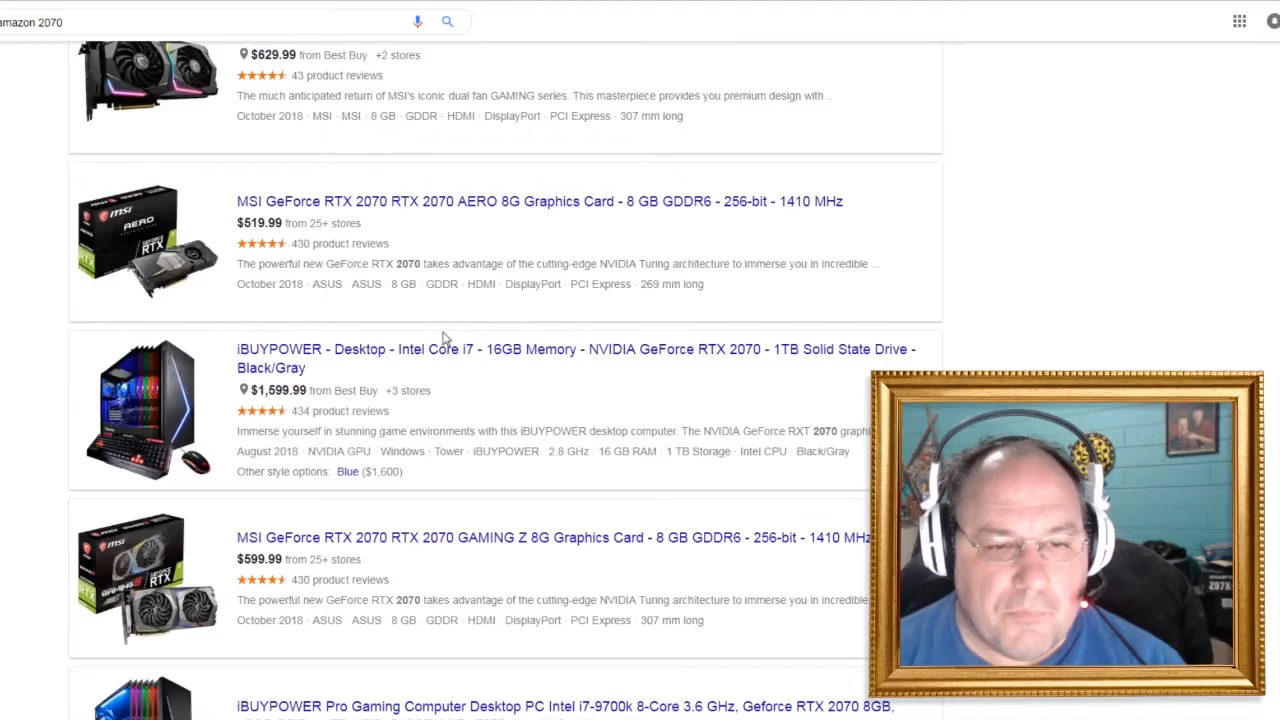 amazon 2070
$629.99 from Best Buy +2 stores
43 product reviews
The much anticipated return of MSI's iconic dual fan GAMING series. This masterpiece provides you premium design with ..
October 2018 · MSI · MSI · 8 GB · GDDR · HDMI · DisplayPort · PCI Express · 307 mm long
MSI GeForce RTX 2070 RTX 2070 AERO 8G Graphics Card - 8 GB GDDR6 - 256-bit - 1410 MHz
$519.99 from 25+ stores
430 product reviews
The powerful new GeForce RTX 2070 takes advantage of the cutting-edge NVIDIA Turing architecture to immerse you in incredible ...
October 2018 · ASUS · ASUS · 8 GB · GDDR · HDMI · DisplayPort · PCI Express · 269 mm long
msi
AERO
RTX
iBUYPOWER - Desktop - Intel Core i7 - 16GB Memory - NVIDIA GeForce RTX 2070 - 1TB Solid State Drive -
Black/Gray
$1,599.99 from Best Buy +3 stores
434 product reviews
Immerse yourself in stunning game environments with this iBUYPOWER desktop computer. The NVIDIA GeForce RXT 2070 graphi
August 2018 · NVIDIA GPU · Windows · Tower · iBUYPOWER · 2.8 GHz · 16 GB RAM · 1 TB Storage · Intel CPU · Black/Gray
Other style options: Blue ($1,600)
MSI GeForce RTX 2070 RTX 2070 GAMING Z 8G Graphics Card - 8 GB GDDR6 - 256-bit - 1410 MHz
$599.99 from 25+ stores
430 product reviews
The powerful new GeForce RTX 2070 takes advantage of the cutting-edge NVIDIA Turing architecture to immerse you in incredible
October 2018 · ASUS · ASUS · 8 GB · GDDR · HDMI · DisplayPort · PCI Express · 307 mm long
msi
GAMING Z
RTX
Z97X
iBUYPOWER Pro Gaming Computer Desktop PC Intel i7-9700k 8-Core 3.6 GHz, Geforce RTX 2070 8GB,